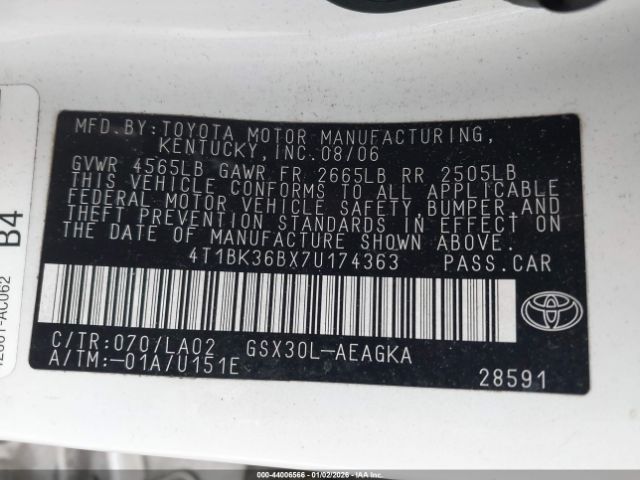 MFD.BY:TOYOTA MOTOR MANUFACTURING,
KENTUCKY,INC.08/06
GVWR 4565LB GAWR FR 2665LB RR 2505LB
THIS VEHICLE CONFORMS TO ALL APPLICABLE
FEDERAL MOTOR VEHICLE SAFETY,BUMPER,AND
THEFT PREVENTION STANDARDS IN EFFECT ON
THE DATE OF MANUFACTURE SHOWN ABOVE.
4T1BK36BX7U174363 PASS.CAR
C/TR:070/LA02 GSX30L-AEAGKA
A/TM:-01A/U151E
28591
B4
000-44006566 - 01/02/2026 - iaai.com